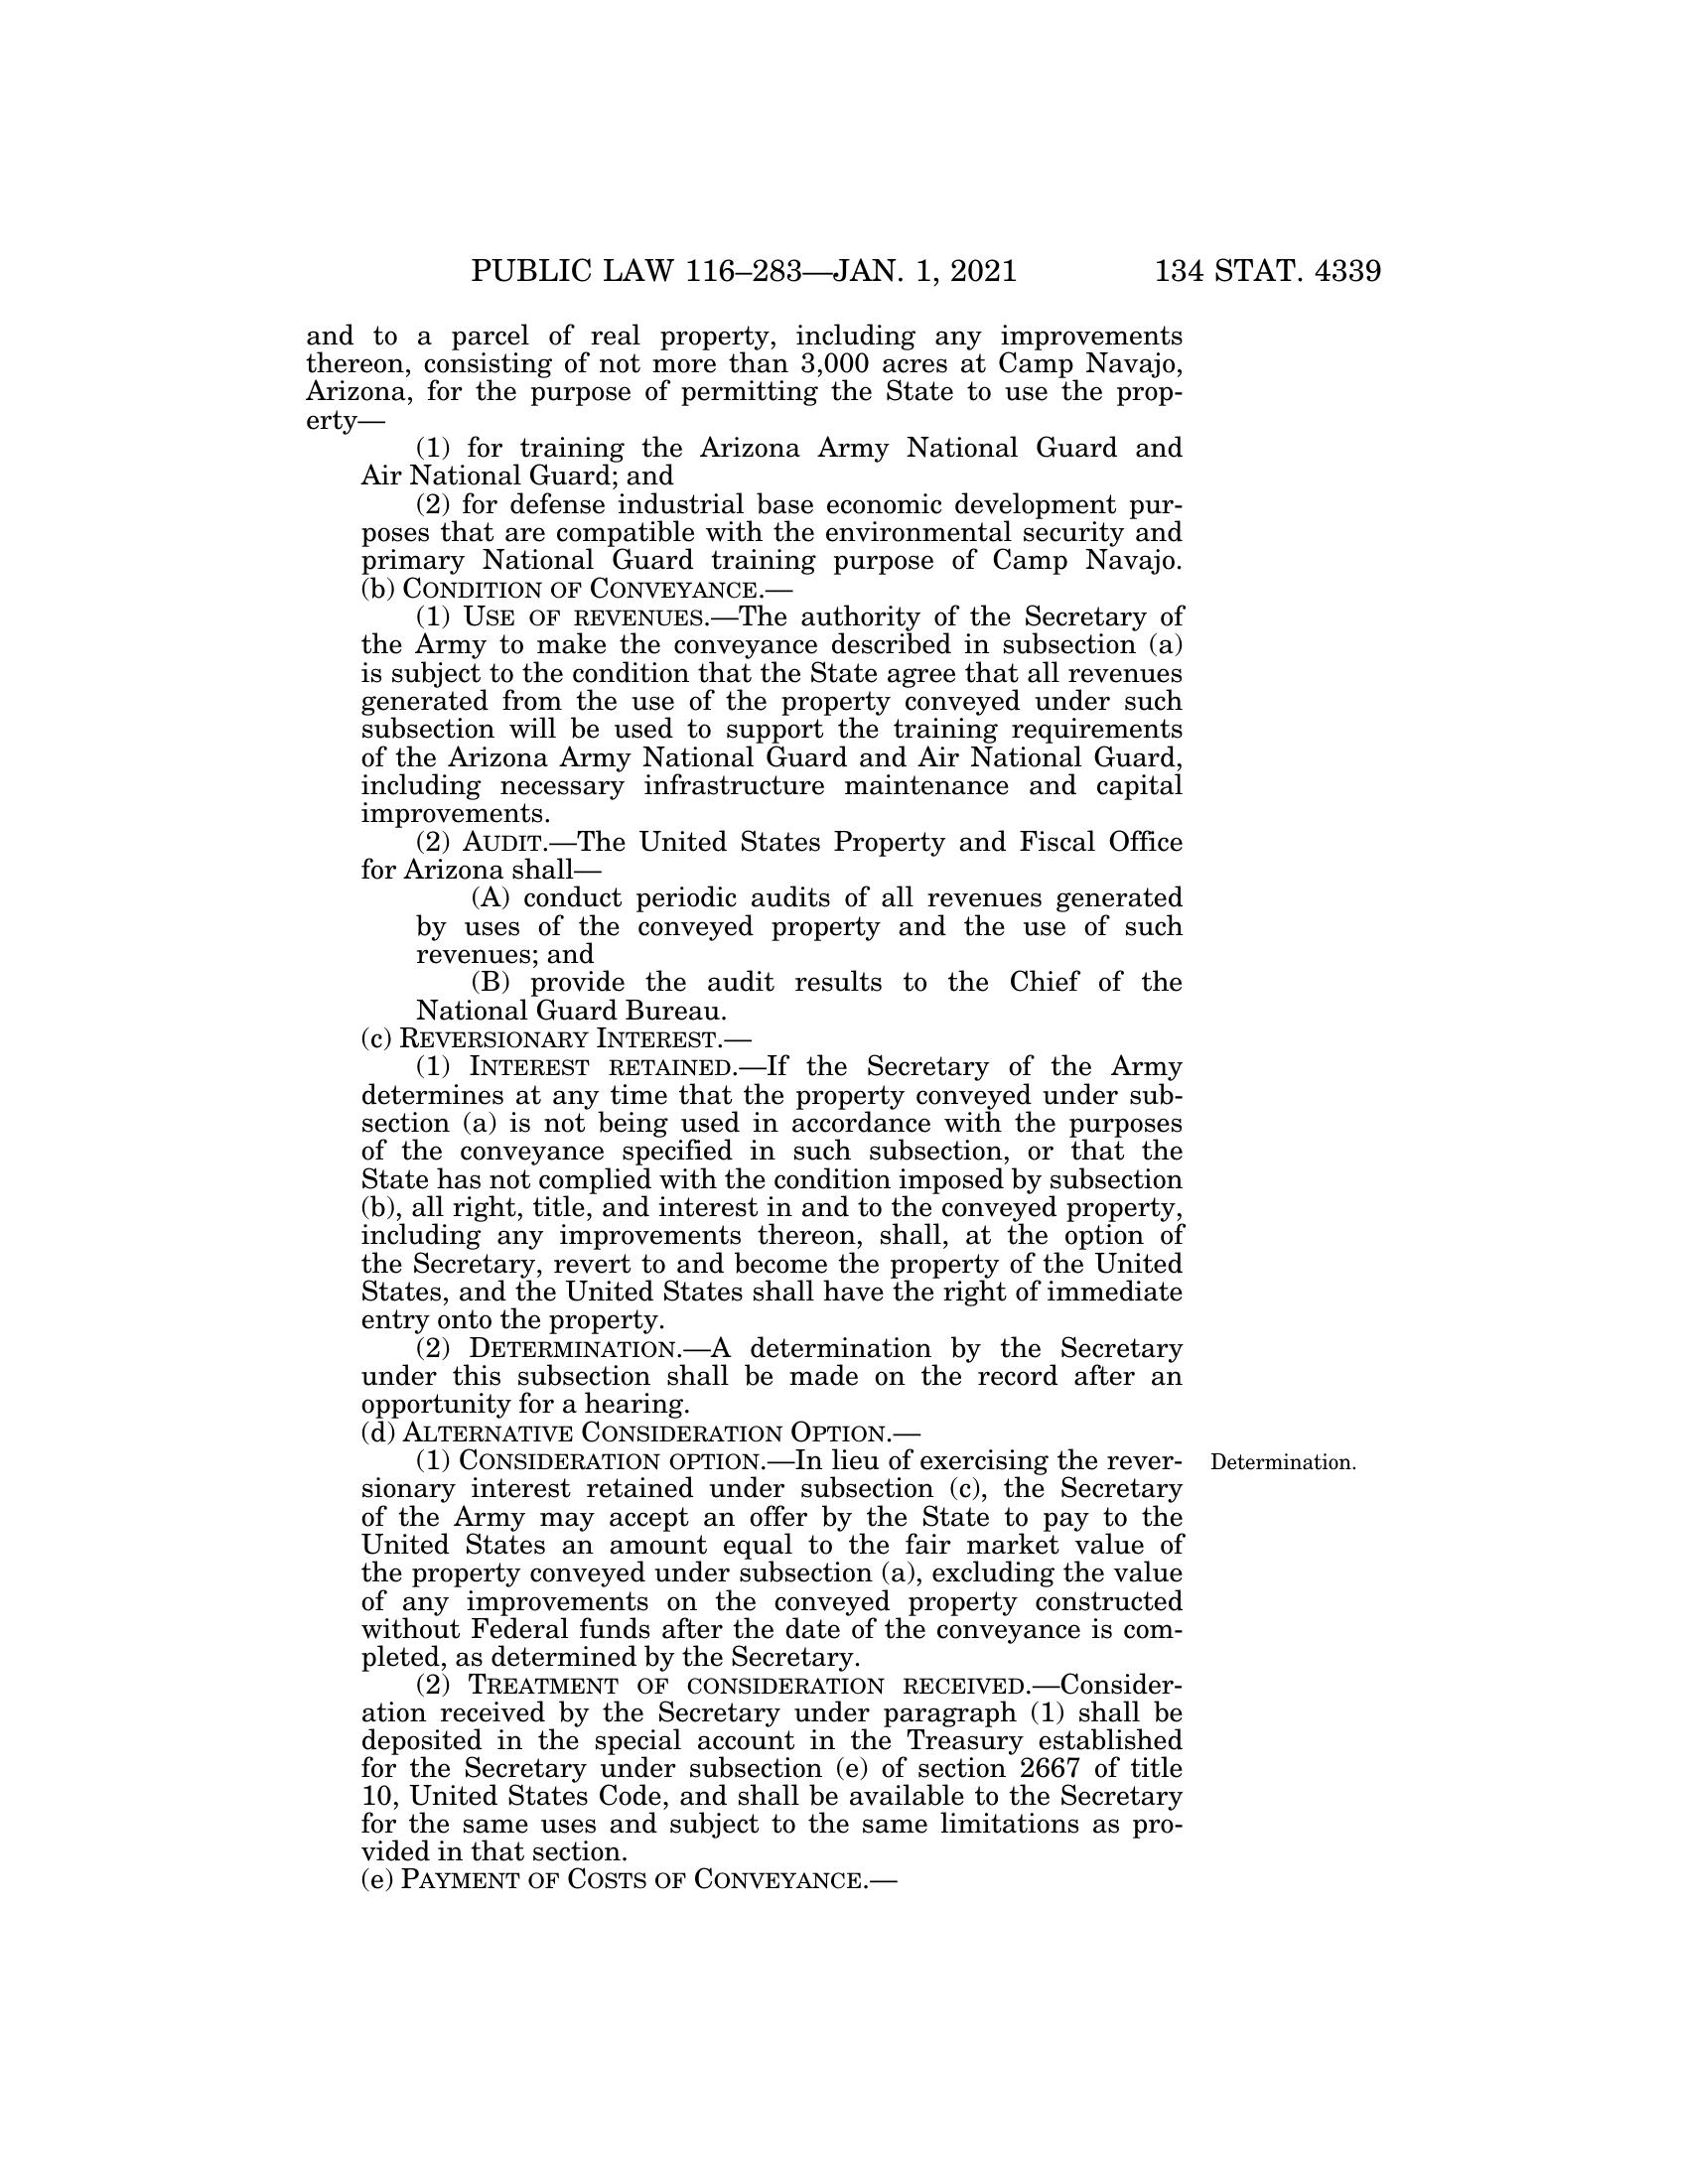 PUBLIC LAW 116–283—JAN. 1, 2021 134 STAT. 4339
and to a parcel of real property, including any improvements
thereon, consisting of not more than 3,000 acres at Camp Navajo,
Arizona, for the purpose of permitting the State to use the prop-
erty—
(1) for training the Arizona Army National Guard and
Air National Guard; and
(2) for defense industrial base economic development pur-
poses that are compatible with the environmental security and
primary National Guard training purpose of Camp Navajo.
(b) CONDITION OF CONVEYANCE.—
(1) USE OF REVENUES.—The authority of the Secretary of
the Army to make the conveyance described in subsection (a)
is subject to the condition that the State agree that all revenues
generated from the use of the property conveyed under such
subsection will be used to support the training requirements
of the Arizona Army National Guard and Air National Guard,
including necessary infrastructure maintenance and capital
improvements.
(2) AUDIT.—The United States Property and Fiscal Office
for Arizona shall—
(A) conduct periodic audits of all revenues generated
by uses of the conveyed property and the use of such
revenues; and
(B) provide the audit results to the Chief of the
National Guard Bureau.
(c) REVERSIONARY INTEREST.—
(1) INTEREST RETAINED.—If the Secretary of the Army
determines at any time that the property conveyed under sub-
section (a) is not being used in accordance with the purposes
of the conveyance specified in such subsection, or that the
State has not complied with the condition imposed by subsection
(b), all right, title, and interest in and to the conveyed property,
including any improvements thereon, shall, at the option of
the Secretary, revert to and become the property of the United
States, and the United States shall have the right of immediate
entry onto the property.
(2) DETERMINATION.—A determination by the Secretary
under this subsection shall be made on the record after an
opportunity for a hearing.
(d) ALTERNATIVE CONSIDERATION OPTION.—
(1) CONSIDERATION OPTION.—In lieu of exercising the rever-
sionary interest retained under subsection (c), the Secretary
of the Army may accept an offer by the State to pay to the
United States an amount equal to the fair market value of
the property conveyed under subsection (a), excluding the value
of any improvements on the conveyed property constructed
without Federal funds after the date of the conveyance is com-
pleted, as determined by the Secretary.
(2) TREATMENT OF CONSIDERATION RECEIVED.—Consider-
ation received by the Secretary under paragraph (1) shall be
deposited in the special account in the Treasury established
for the Secretary under subsection (e) of section 2667 of title
10, United States Code, and shall be available to the Secretary
for the same uses and subject to the same limitations as pro-
vided in that section.
(e) PAYMENT OF COSTS OF CONVEYANCE.—
Determination.